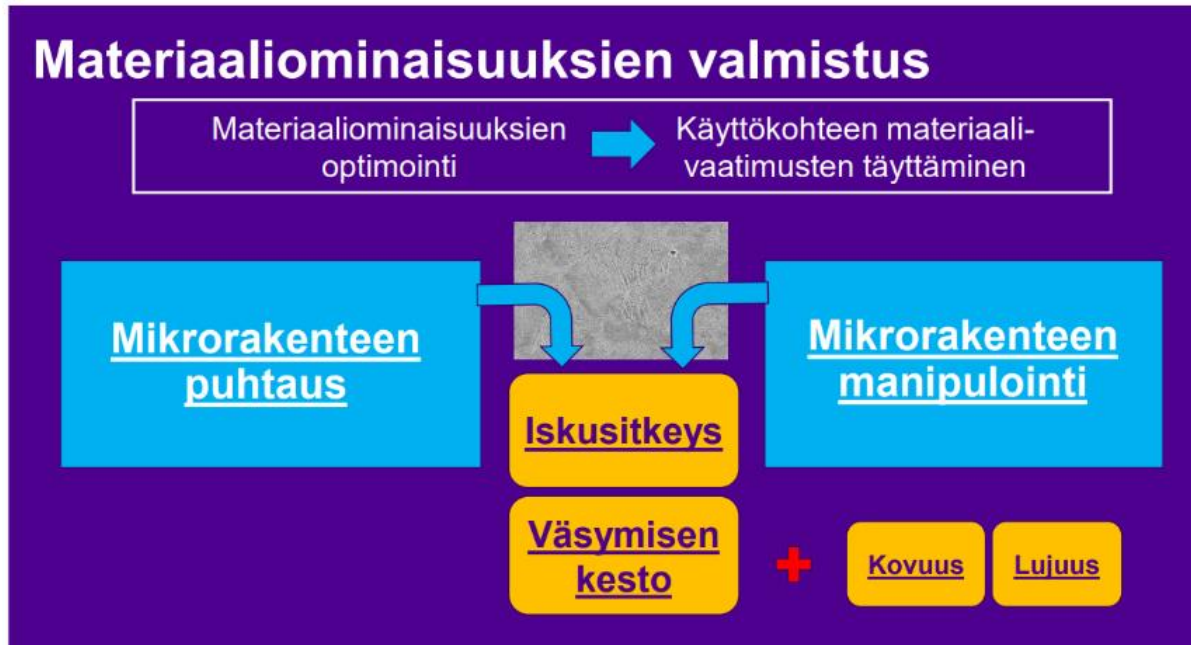 Materiaaliominaisuuksien valmistus
Materiaaliominaisuuksien
optimointi
Käyttökohteen materiaali-
vaatimusten täyttäminen
Mikrorakenteen
puhtaus
Mikrorakenteen
manipulointi
Iskusitkeys
Väsymisen
kesto
Kovuus
Lujuus